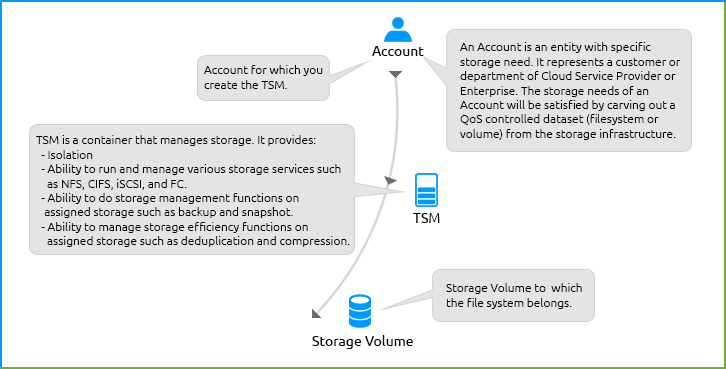 Account
Account for which you
create the TSM.
An Account is an entity with specific
storage need. It represents a customer or
department of Cloud Service Provider or
Enterprise. The storage needs of an
Account will be satisfied by carving out a
QoS controlled dataset (filesystem or
volume) from the storage infrastructure.
TSM is a container that manages storage. It provides:
- Isolation
- Ability to run and manage various storage services such
as NFS, CIFS, iSCSI, and FC.
- Ability to do storage management functions on
assigned storage such as backup and snapshot.
- Ability to manage storage efficiency functions on
assigned storage such as deduplication and compression.
TSM
Storage Volume to which
the file system belongs.
Storage Volume